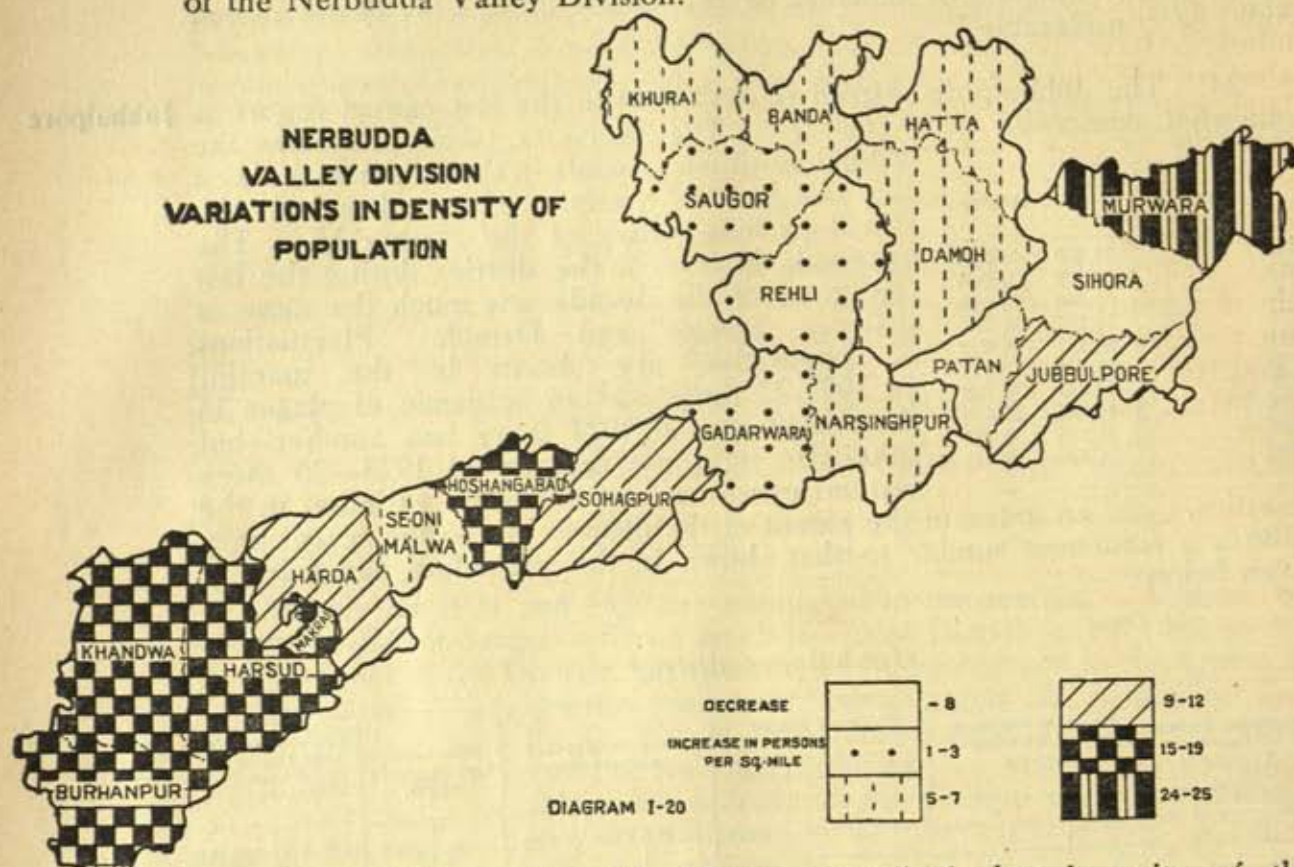 of the Nerbudda Valley Division.
NERBUDDA
VALLEY DIVISION
VARIATIONS IN DENSITY OF
POPULATION
KHURAI
BANDA
HATTA
SAUGOR
MURWARA
DAMOH
REHLI
SIHORA
PATAN
JUBBULPORE
GADARWARA
NARSINGHPUR
HOSHANGABAD
SOHAGPUR
SEONI
MALWA
HARDA
MAKRAI
KHANDWA
HARSUD
BURHANPUR
DECREASE
- 8
9-12
INCREASE IN PERSONS
PER SQ.MILE
1-3
15-19
5-7
24-25
DIAGRAM I-20